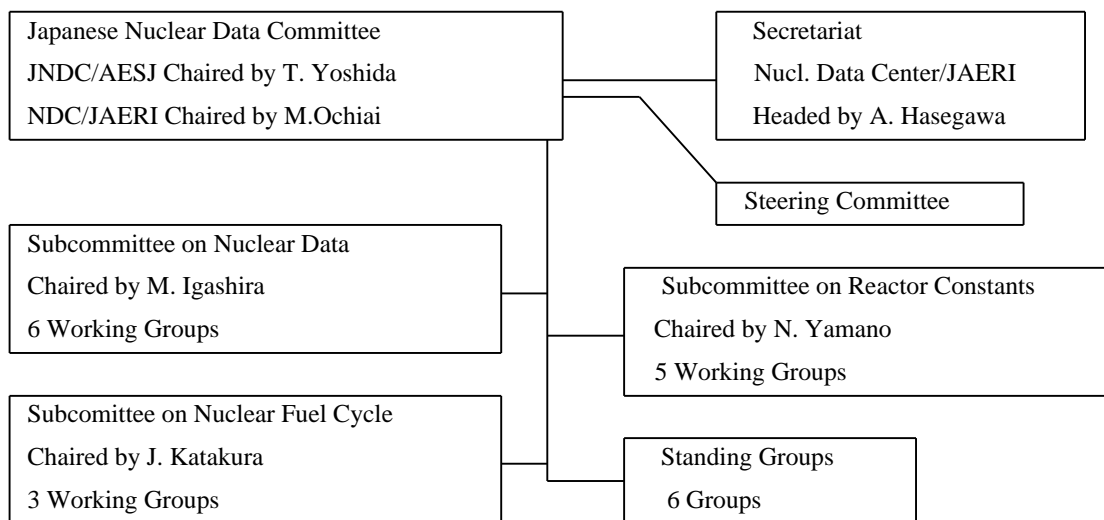 Japanese Nuclear Data Committee
JNDC/AESJ Chaired by T. Yoshida
NDC/JAERI Chaired by M.Ochiai
Secretariat
Nucl. Data Center/JAERI
Headed by A. Hasegawa
Steering Committee
Subcommittee on Nuclear Data
Chaired by M. Igashira
6 Working Groups
Subcommittee on Reactor Constants
Chaired by N. Yamano
5 Working Groups
Subcomittee on Nuclear Fuel Cycle
Chaired by J. Katakura
3 Working Groups
Standing Groups
6 Groups